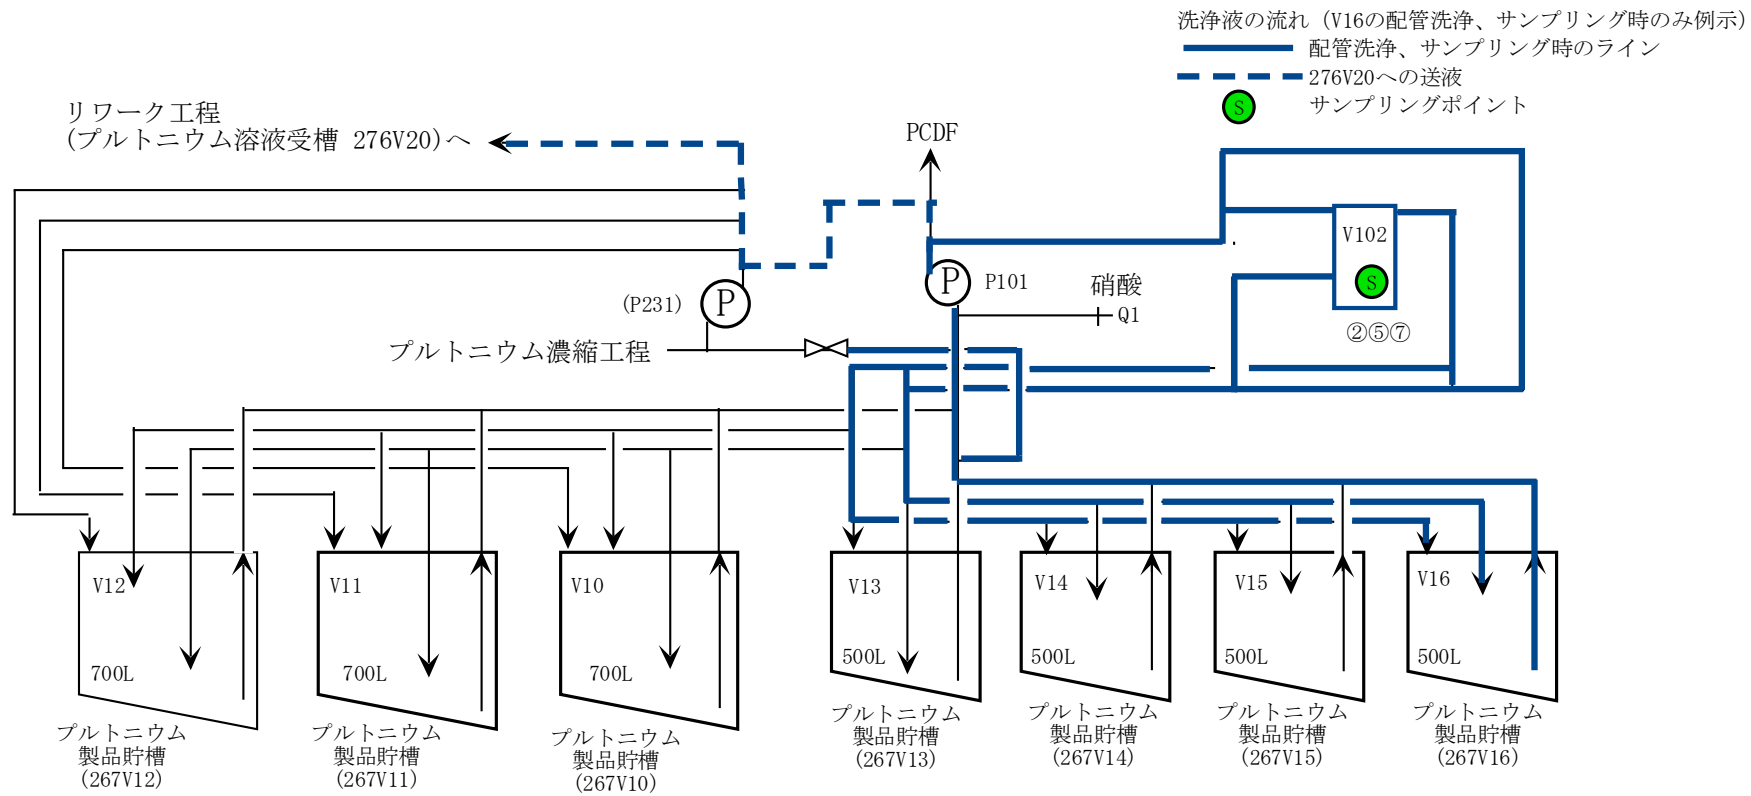 洗浄液の流れ（V16の配管洗浄、サンプリング時のみ例示）
配管洗浄、サンプリング時のライン
276V20への送液
S
サンプリングポイント
リワーク工程
(プルトニウム溶液受槽 276V20)へ
PCDF
V102
S
②⑤⑦
P
P101
硝酸
Q1
(P231)
P
プルトニウム濃縮工程
V12
700L
V11
700L
V10
700L
V13
500L
V14
500L
V15
500L
V16
500L
プルトニウム
製品貯槽
(267V12)
プルトニウム
製品貯槽
(267V11)
プルトニウム
製品貯槽
(267V10)
プルトニウム
製品貯槽
(267V13)
プルトニウム
製品貯槽
(267V14)
プルトニウム
製品貯槽
(267V15)
プルトニウム
製品貯槽
(267V16)